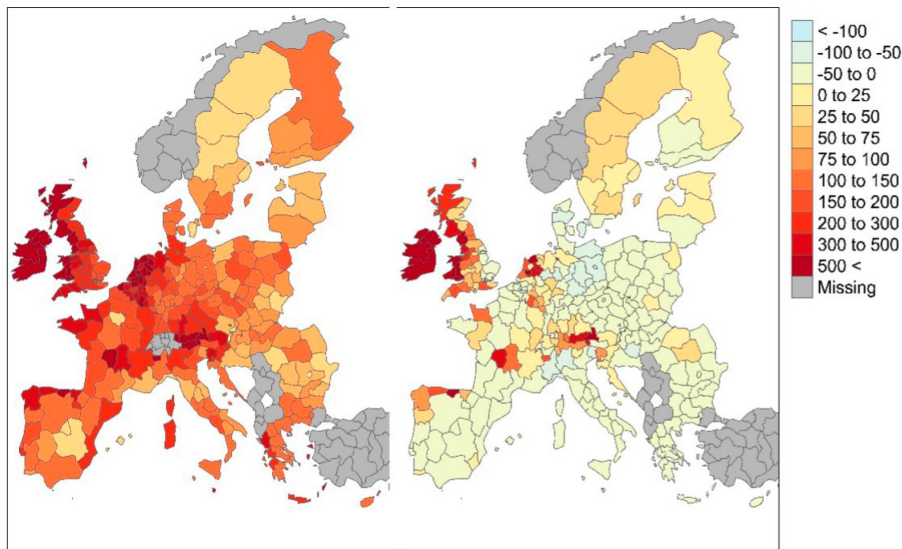 < -100
-100 to -50
-50 to 0
0 to 25
25 to 50
50 to 75
75 to 100
100 to 150
150 to 200
200 to 300
300 to 500
500 <
Missing